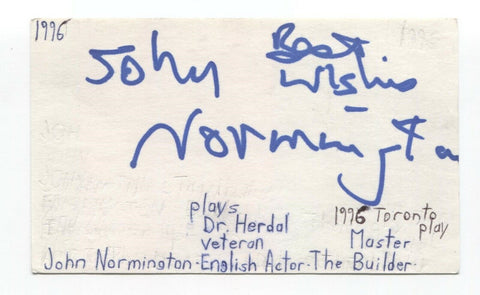 1996
John Best
Wishes
Normington
plays
Dr. Herdal 1996 Toronto
play
veteran Master
John Normington-English Actor-The Builder-